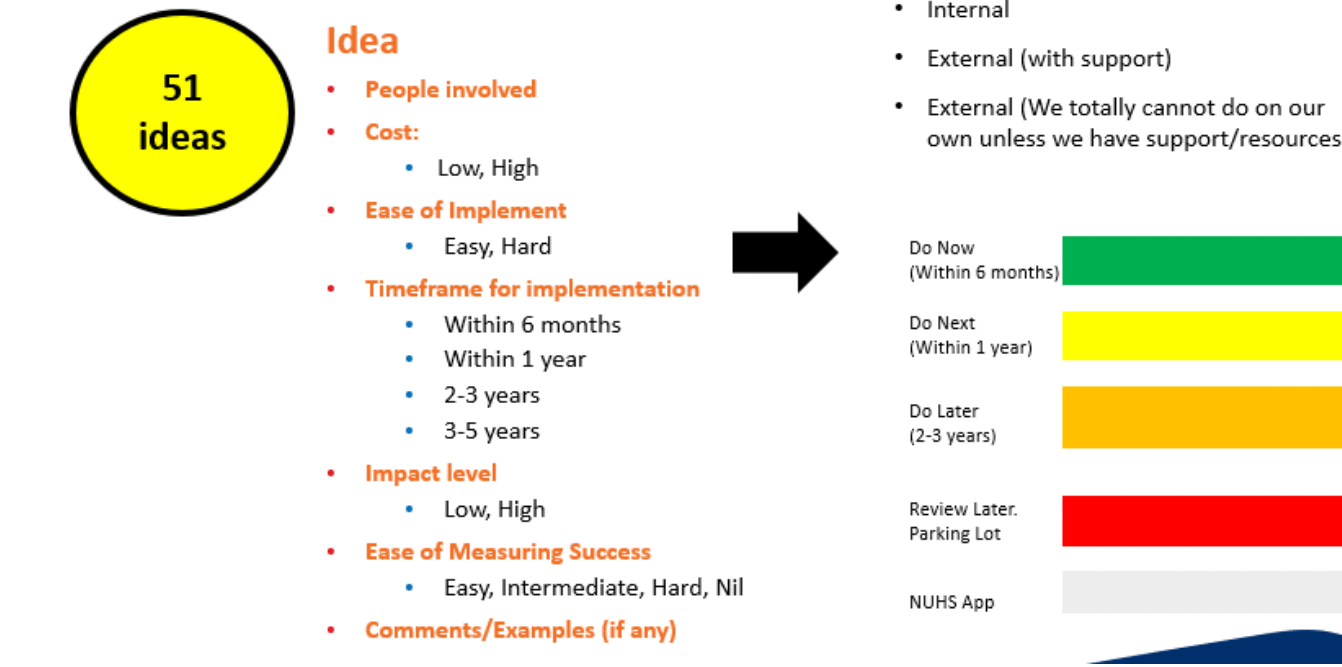 51
ideas
Idea
• People involved
• Cost:
• Low, High
• Ease of Implement
• Easy, Hard
• Timeframe for implementation
• Within 6 months
• Within 1 year
• 2-3 years
• 3-5 years
• Impact level
• Low, High
• Ease of Measuring Success
• Easy, Intermediate, Hard, Nil
• Comments/Examples (if any)
• Internal
• External (with support)
• External (We totally cannot do on our
own unless we have support/resources
Do Now
(Within 6 months)
Do Next
(Within 1 year)
Do Later
(2-3 years)
Review Later.
Parking Lot
NUHS App